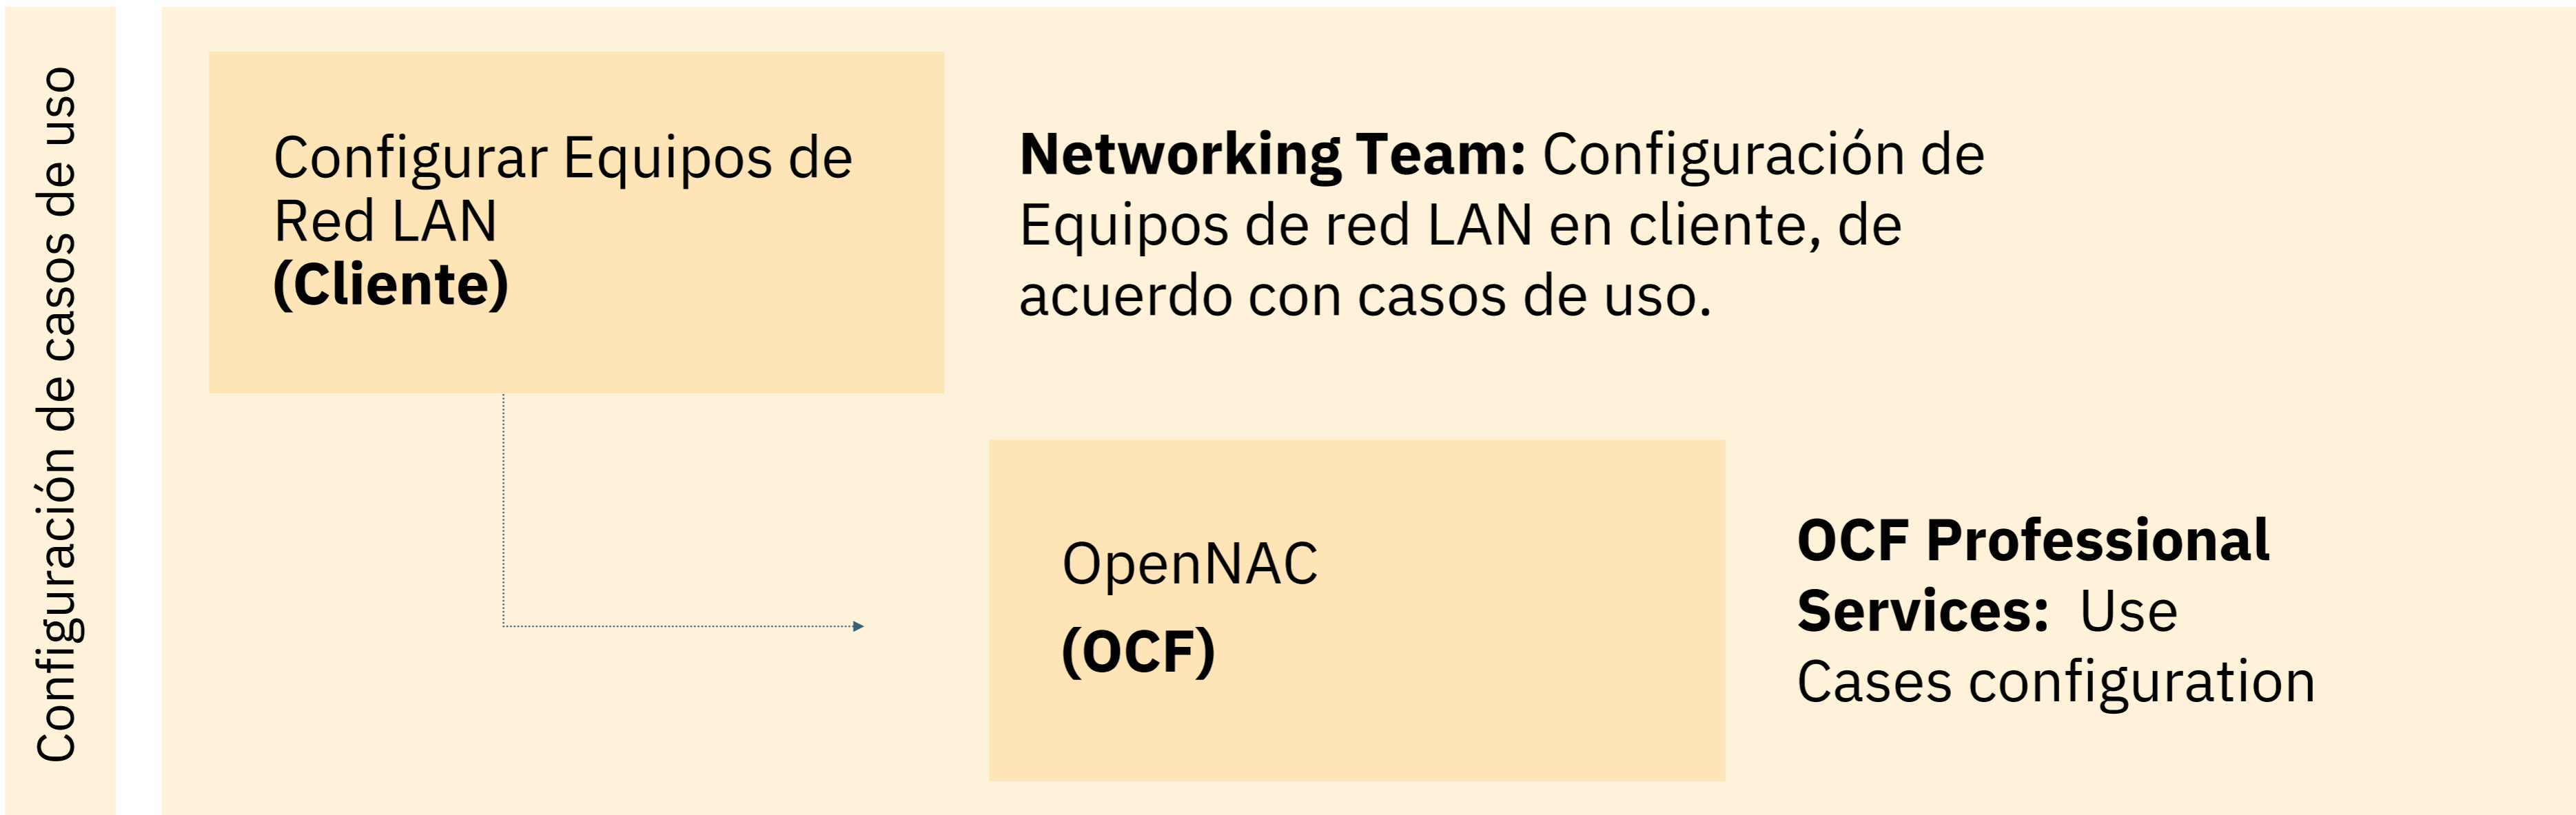 Configuración de casos de uso
Configurar Equipos de
Red LAN
(Cliente)
Networking Team: Configuración de
Equipos de red LAN en cliente, de
acuerdo con casos de uso.
OpenNAC
(OCF)
OCF Professional
Services: Use
Cases configuration